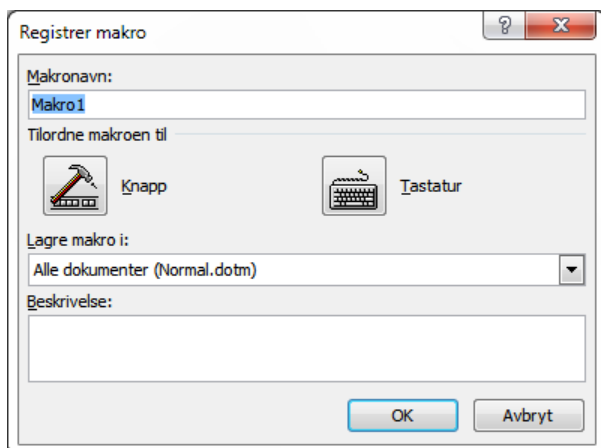 Registrer makro
?
Makronavn:
Makro1
Tilordne makroen til
Knapp
Tastatur
Lagre makro i:
Alle dokumenter (Normal.dotm)
Beskrivelse:
OK
Avbryt